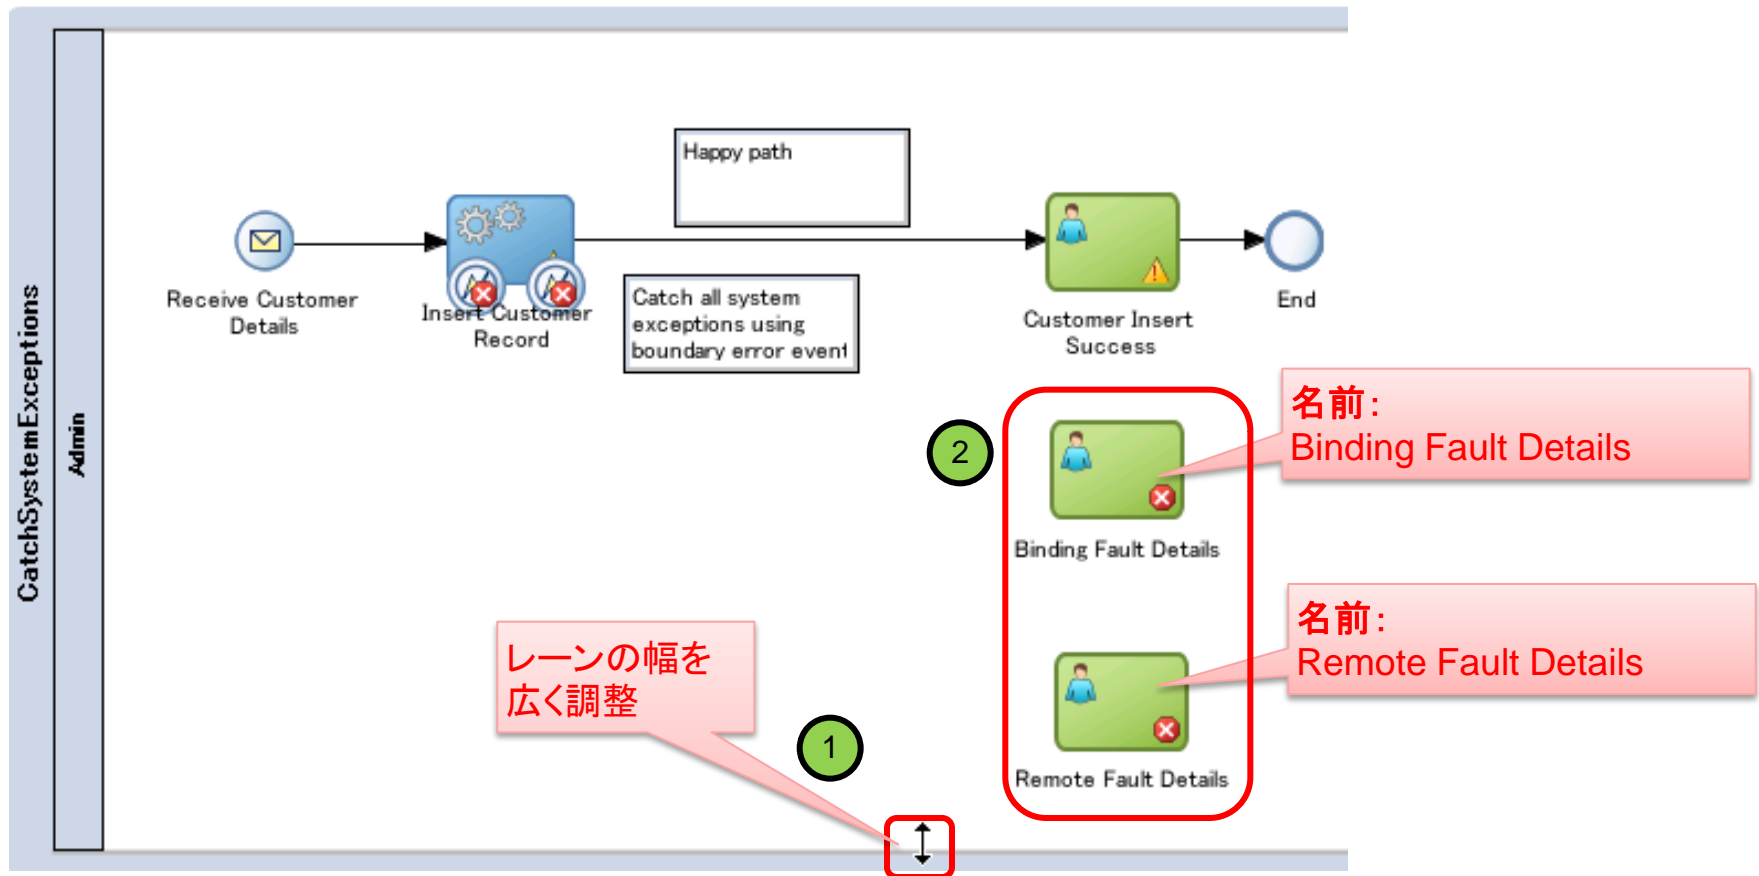 CatchSystemExceptions
Admin
Happy path
Receive Customer
Details
Insert Customer
Record
Catch all system
exceptions using
boundary error event
Customer Insert
Success
End
2
Binding Fault Details
名前：
Binding Fault Details
Remote Fault Details
名前：
Remote Fault Details
レーンの幅を
広く調整
1